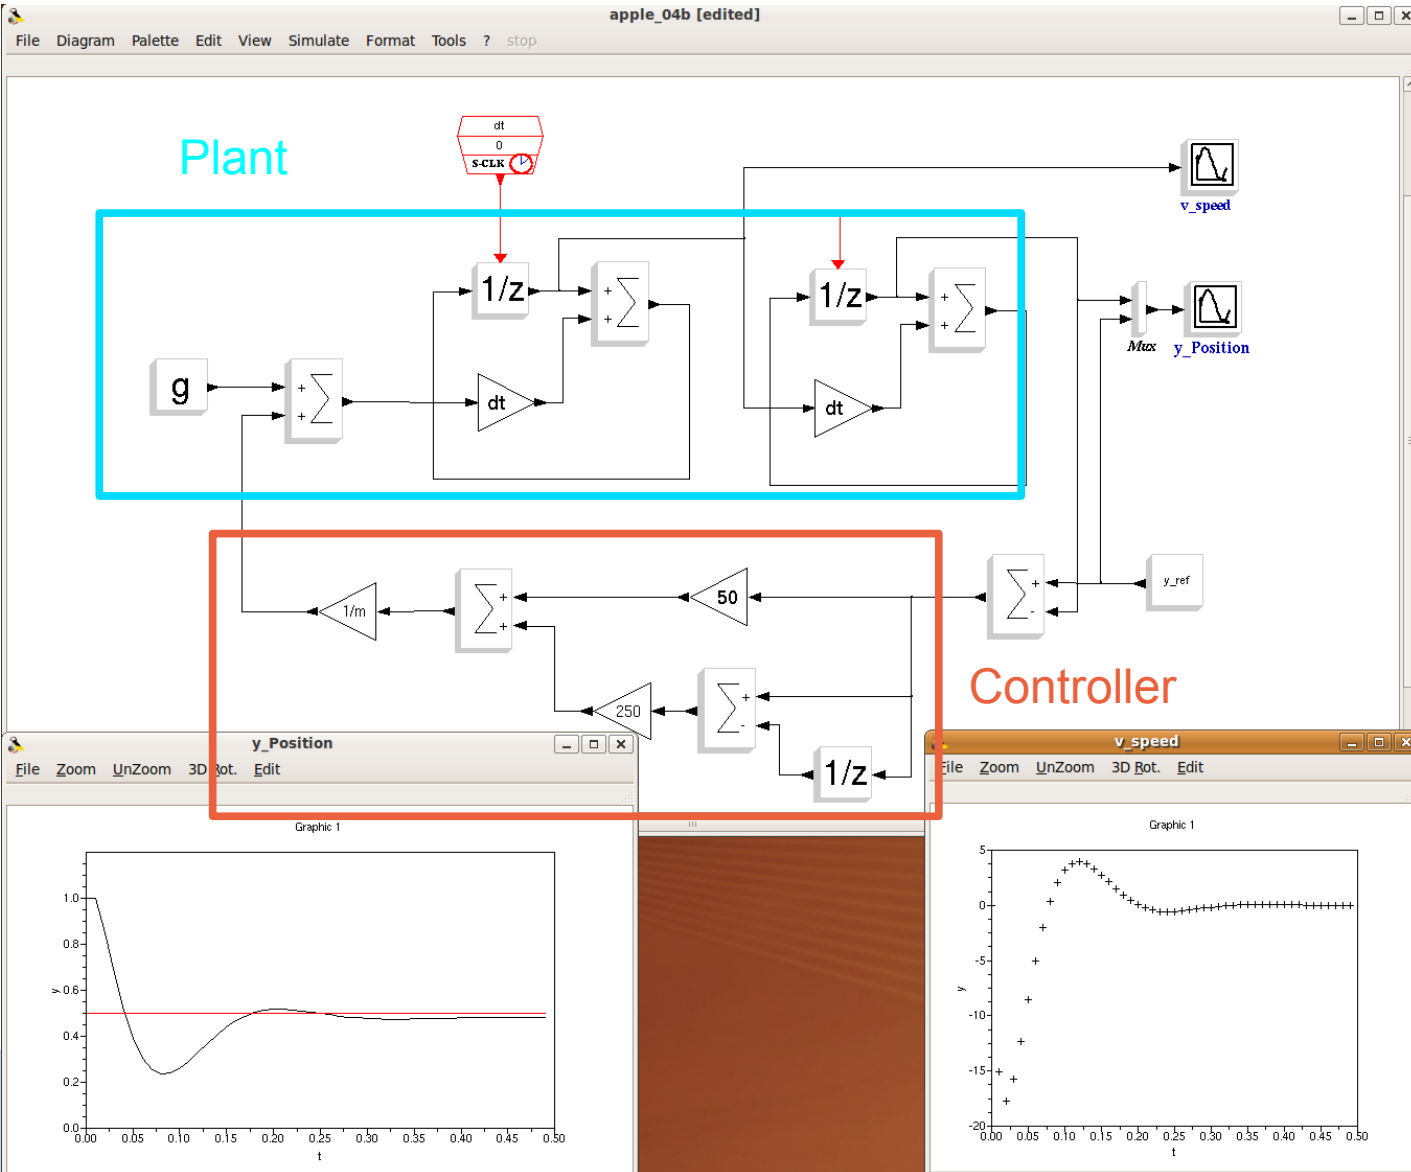 apple_04b [edited]
File Diagram Palette Edit View Simulate Format Tools ? stop
Plant
dt
0
S-CLK
v_speed
1/z
+
+
Σ
1/z
+
+
Σ
Mux
y_Position
g
+
+
Σ
dt
dt
1/m
Σ
+
+
50
Σ
+
-
y_ref
Controller
250
Σ
+
-
1/z
y_Position
File Zoom UnZoom 3D Rot. Edit
Graphic 1
1.0
0.8
0.6
0.4
0.2
0.0
y
0.00 0.05 0.10 0.15 0.20 0.25 0.30 0.35 0.40 0.45 0.50
t
v_speed
File Zoom UnZoom 3D Rot. Edit
Graphic 1
5
0
-5
-10
-15
-20
y
0.00 0.05 0.10 0.15 0.20 0.25 0.30 0.35 0.40 0.45 0.50
t